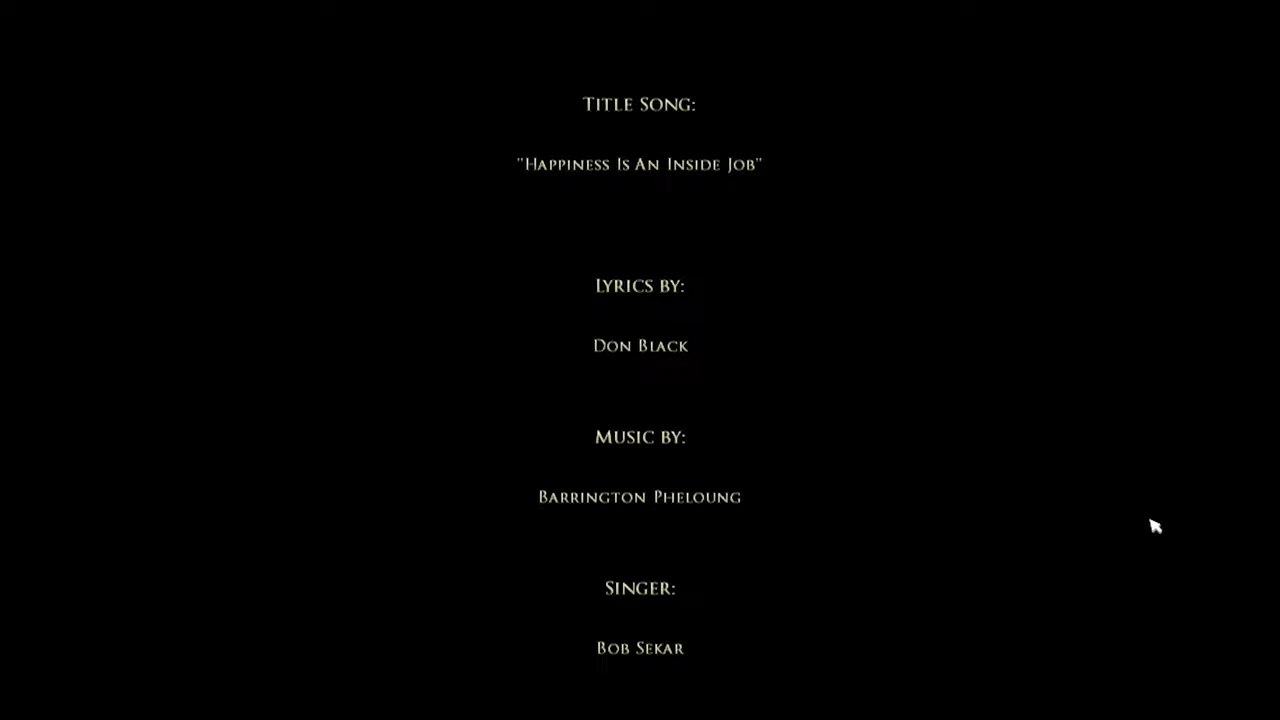 Title Song:
"Happiness Is An Inside Job"
Lyrics by:
Don Black
Music by:
Barrington Pheloung
Singer:
Bob Sekar